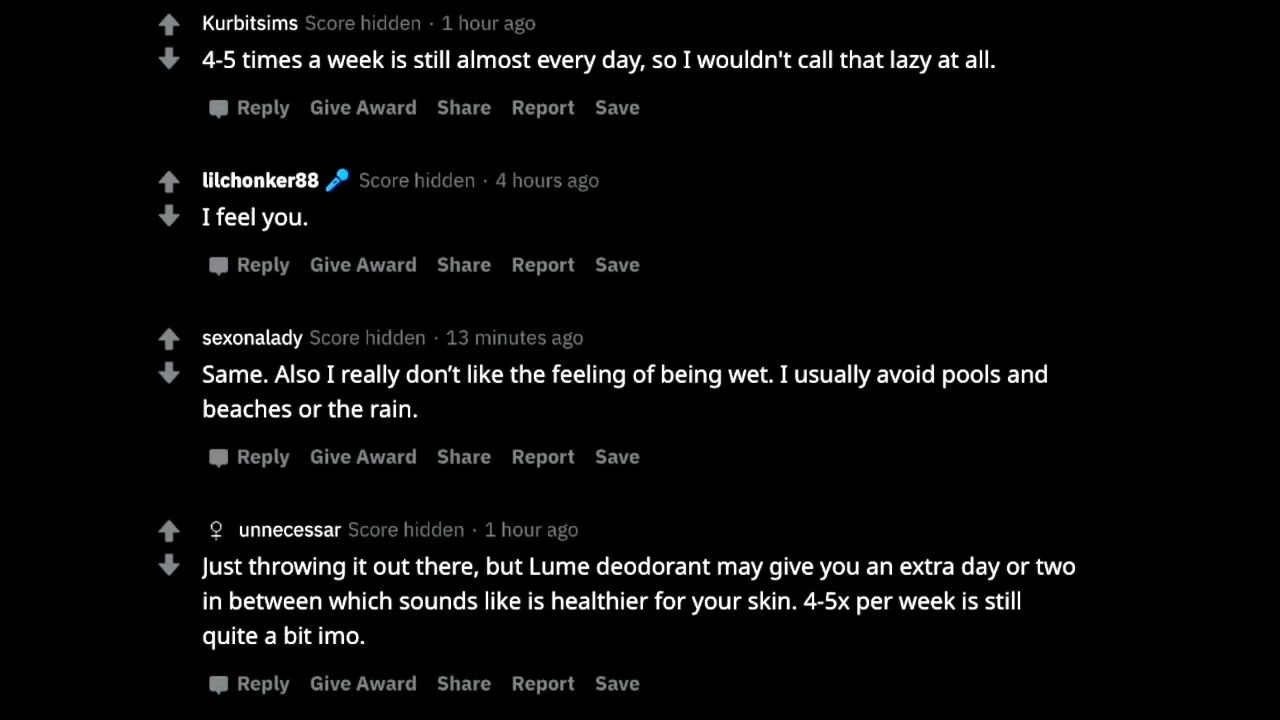 Kurbitsims Score hidden · 1 hour ago
4-5 times a week is still almost every day, so I wouldn't call that lazy at all.
Reply Give Award Share Report Save
lilchonker88 Score hidden · 4 hours ago
I feel you.
Reply Give Award Share Report Save
sexonalady Score hidden · 13 minutes ago
Same. Also I really don’t like the feeling of being wet. I usually avoid pools and
beaches or the rain.
Reply Give Award Share Report Save
♀ unnecessar Score hidden · 1 hour ago
Just throwing it out there, but Lume deodorant may give you an extra day or two
in between which sounds like is healthier for your skin. 4-5x per week is still
quite a bit imo.
Reply Give Award Share Report Save